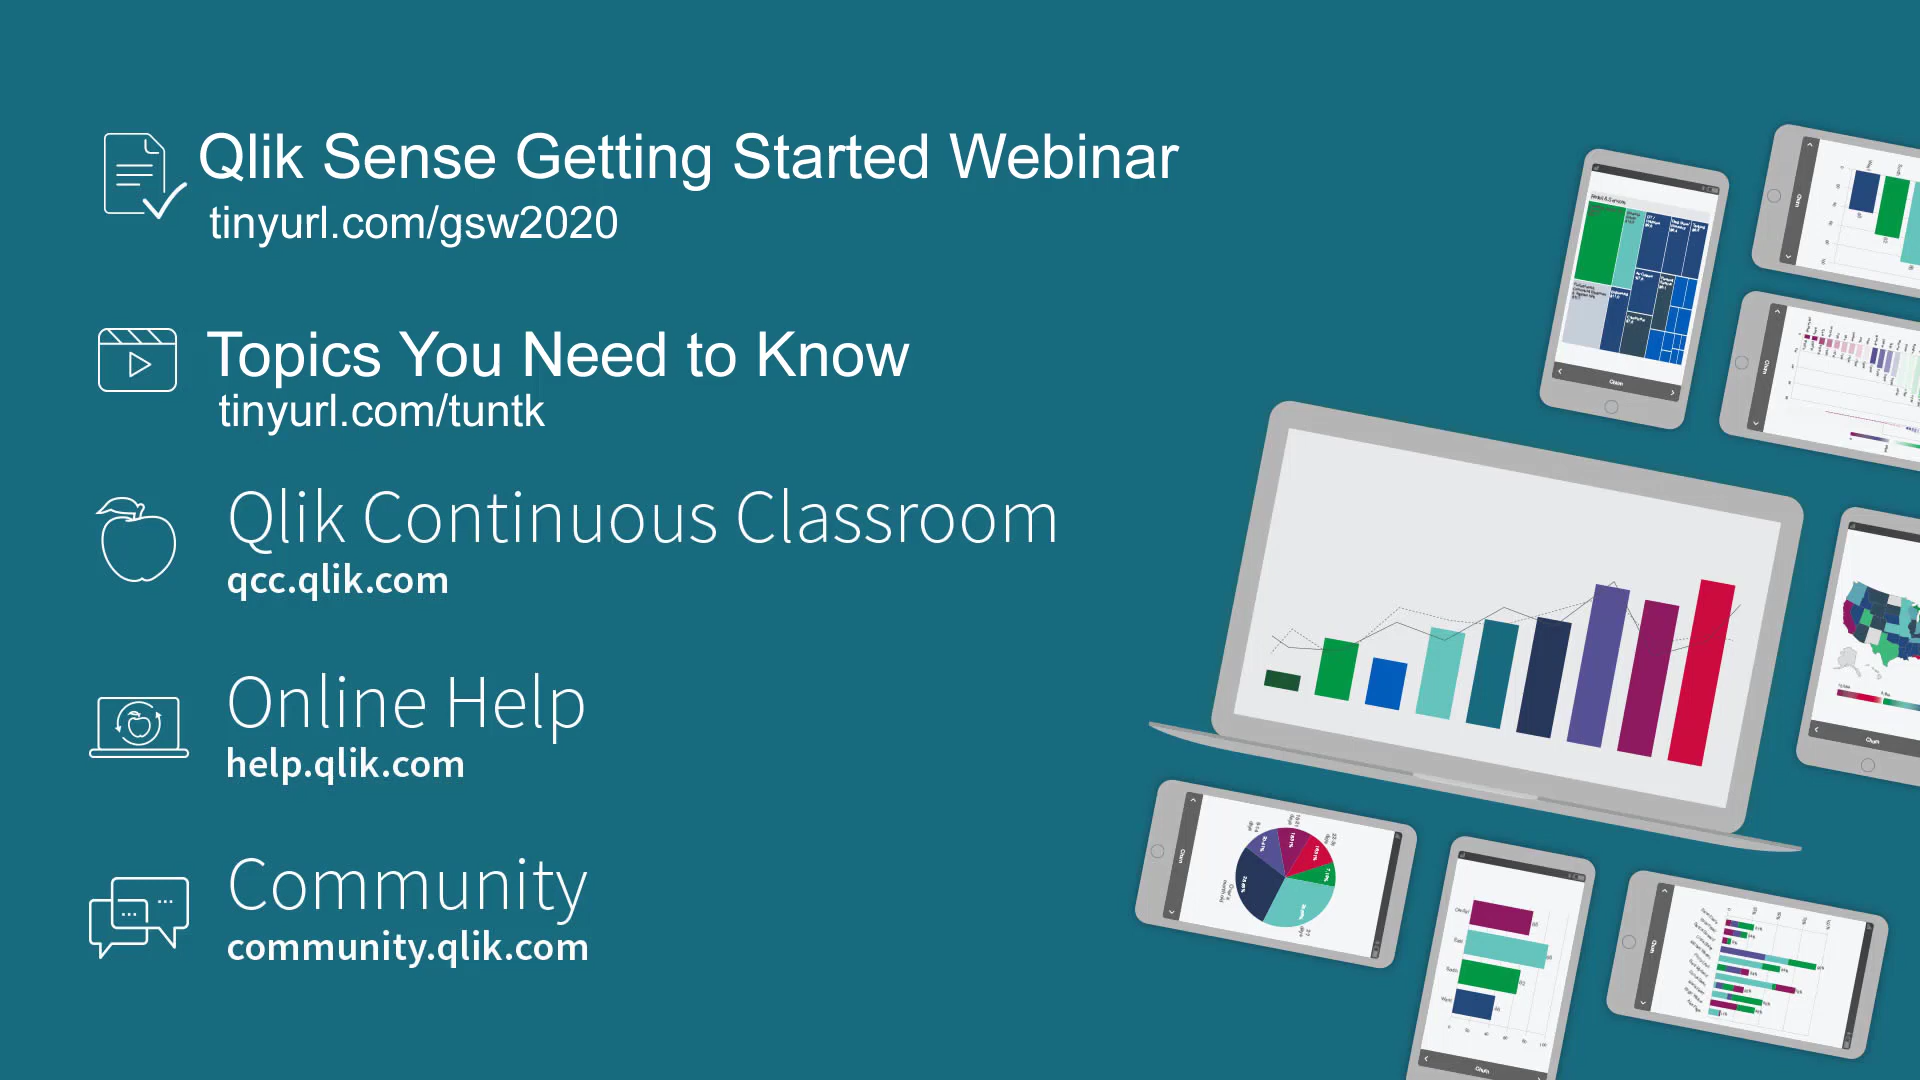 Qlik Sense Getting Started Webinar
tinyurl.com/gsw2020
Topics You Need to Know
tinyurl.com/tuntk
Qlik Continuous Classroom
qcc.qlik.com
Online Help
help.qlik.com
Community
community.qlik.com